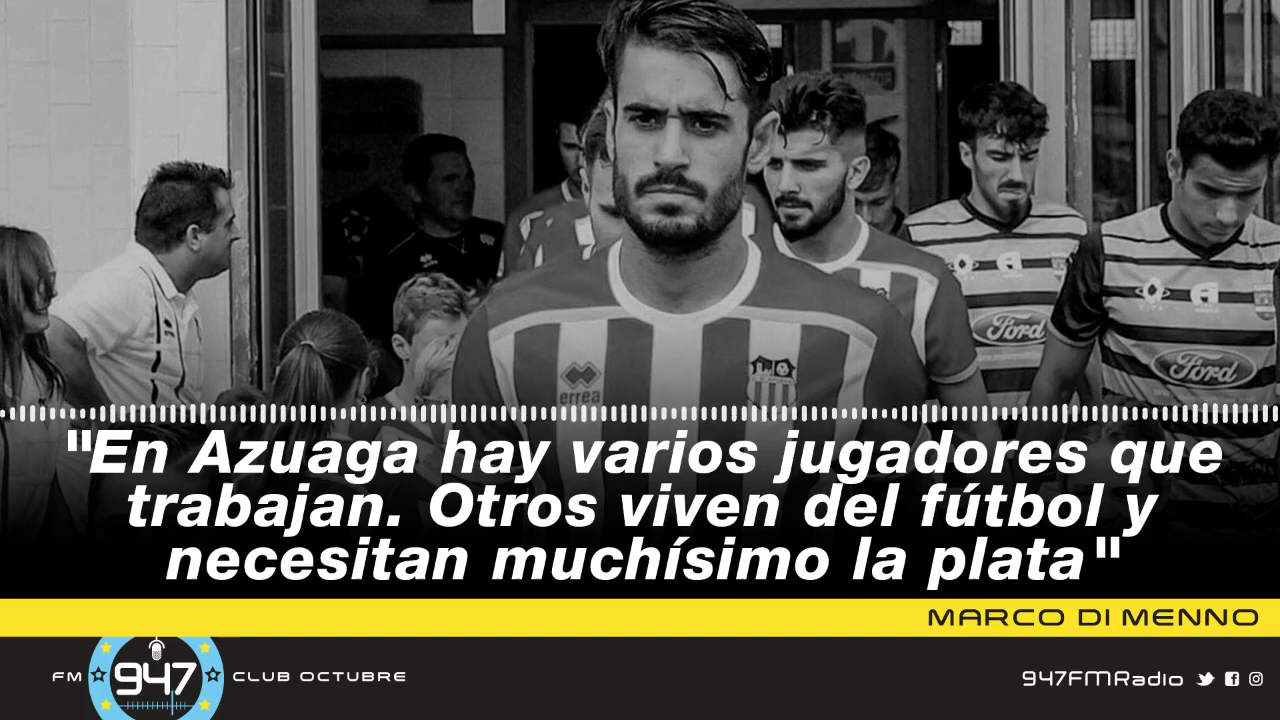 errea
Ford
Ford
"En Azuaga hay varios jugadores que
trabajan. Otros viven del fútbol y
necesitan muchísimo la plata"
MARCO DI MENNO
FM 947 CLUB OCTUBRE
947FMRadio